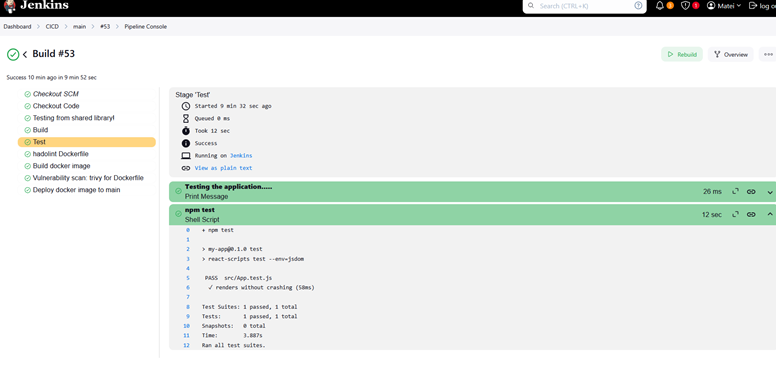 Jenkins
Search (CTRL+K)
Matei
log ou
Dashboard > CICD > main > #53 > Pipeline Console
Build #53
Rebuild
Overview
Success 10 min ago in 9 min 52 sec
Checkout SCM
Checkout Code
Testing from shared library!
Build
Test
hadolint Dockerfile
Build docker image
Vulnerability scan: trivy for Dockerfile
Deploy docker image to main
Stage 'Test'
Started 9 min 32 sec ago
Queued 0 ms
Took 12 sec
Success
Running on Jenkins
View as plain text
Testing the application.....
Print Message
26 ms
npm test
Shell Script
12 sec
0 + npm test
1
2 > my-app@0.1.0 test
3 > react-scripts test --env=jsdom
4
5 PASS src/App.test.js
6 ✓ renders without crashing (58ms)
7
8 Test Suites: 1 passed, 1 total
9 Tests: 1 passed, 1 total
10 Snapshots: 0 total
11 Time: 3.887s
12 Ran all test suites.